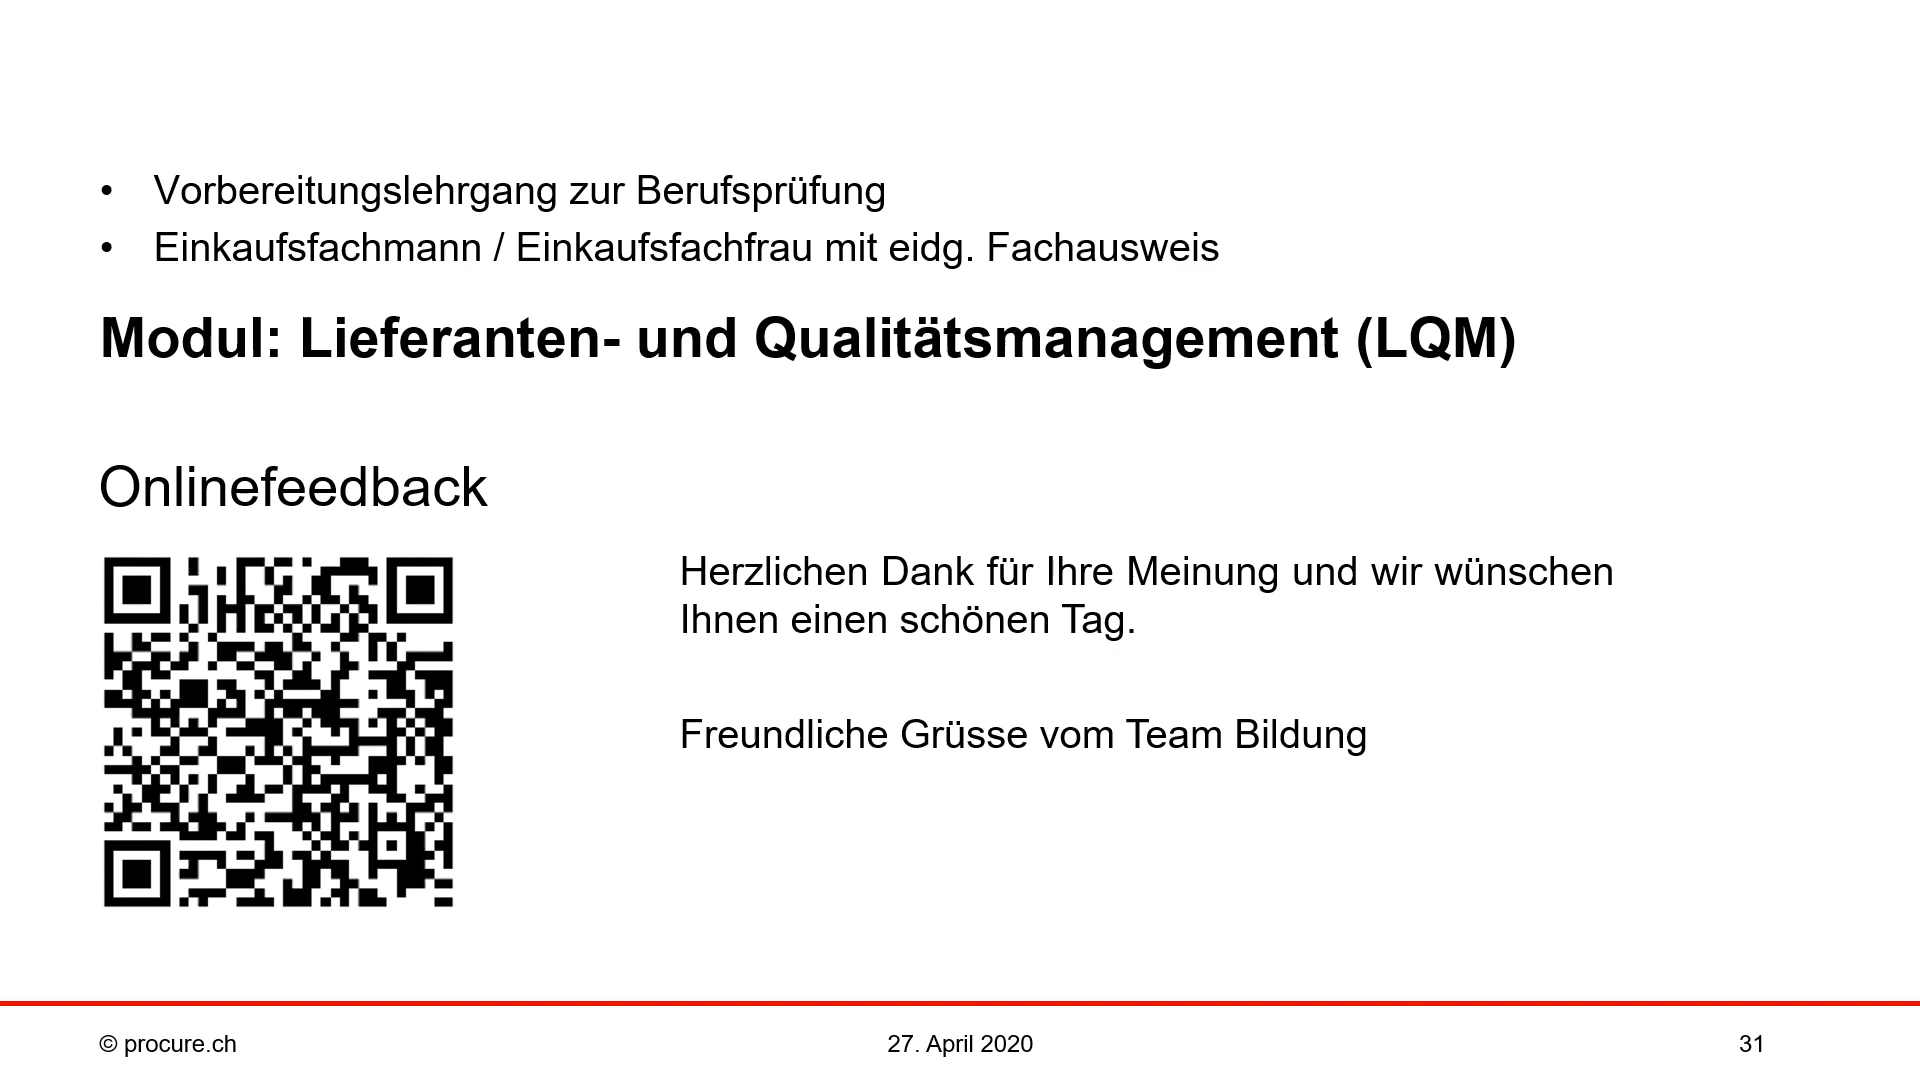 • Vorbereitungslehrgang zur Berufsprüfung
• Einkaufsfachmann / Einkaufsfachfrau mit eidg. Fachausweis
Modul: Lieferanten- und Qualitätsmanagement (LQM)
Onlinefeedback
Herzlichen Dank für Ihre Meinung und wir wünschen
Ihnen einen schönen Tag.
Freundliche Grüsse vom Team Bildung
© procure.ch
27. April 2020
31